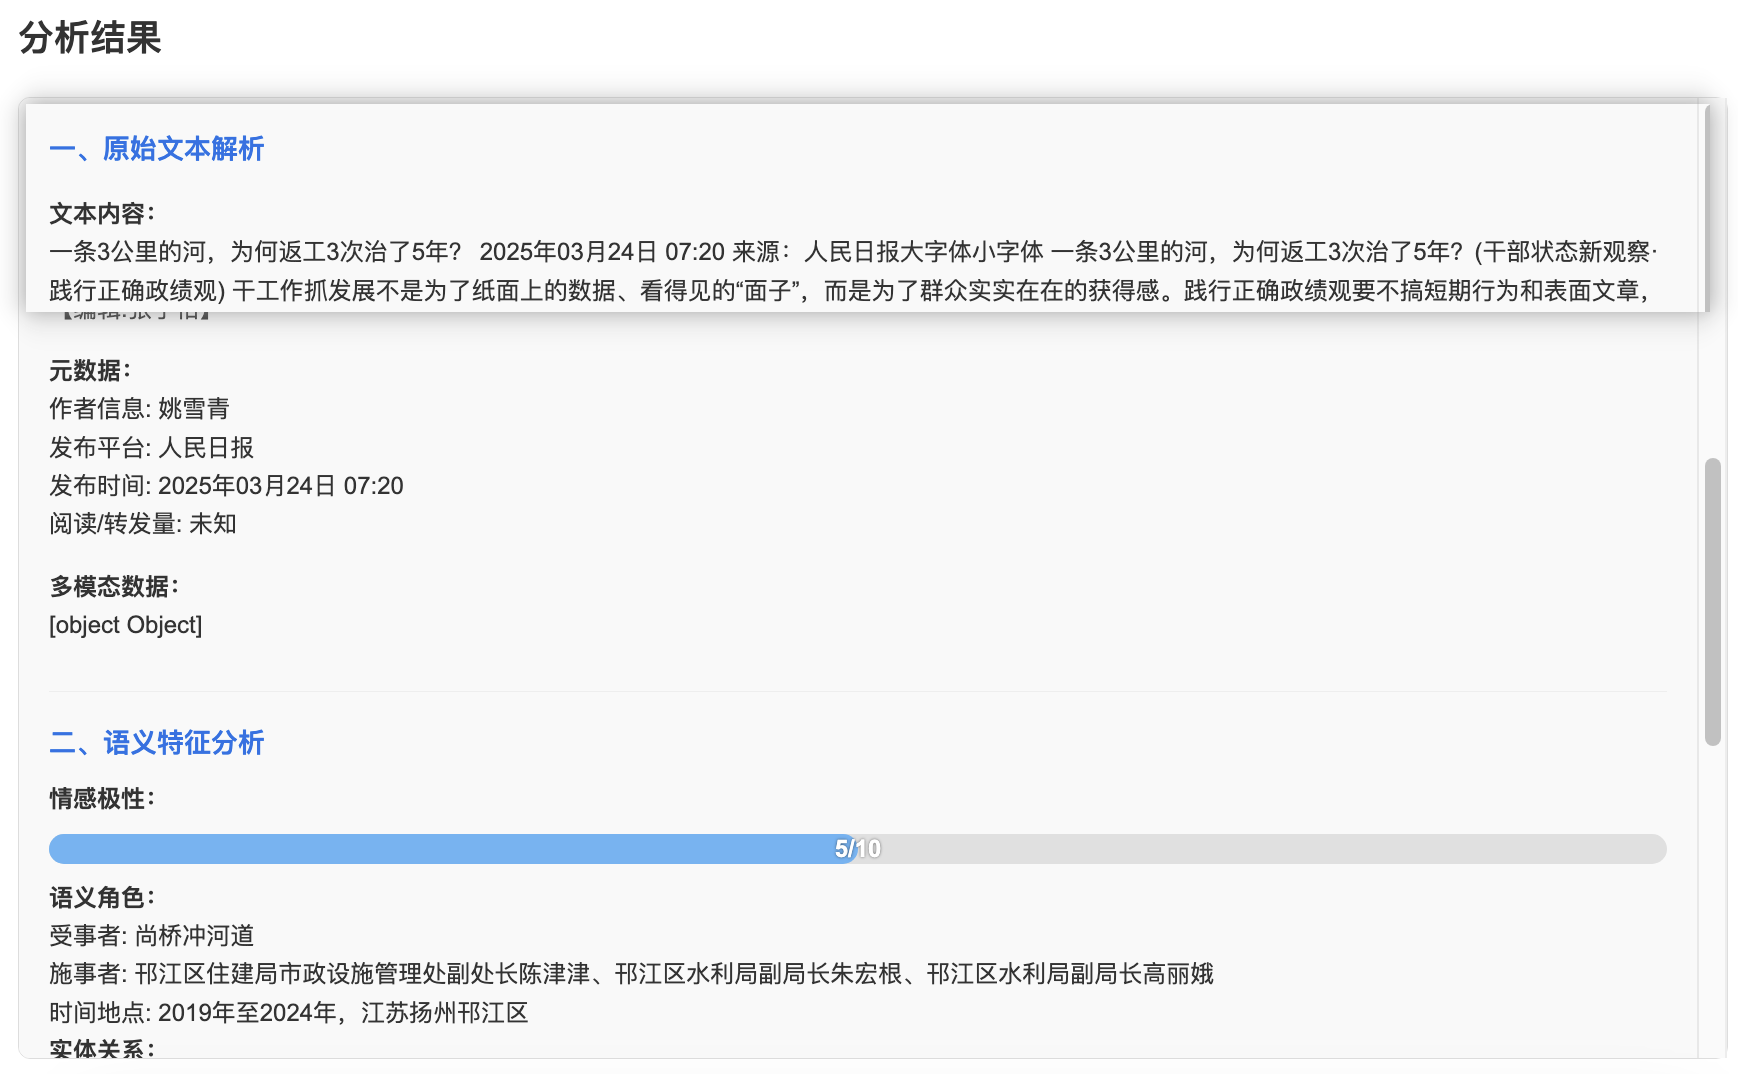 分析结果
一、原始文本解析
文本内容：
一条3公里的河，为何返工3次治了5年？ 2025年03月24日 07:20 来源：人民日报大字体小字体 一条3公里的河，为何返工3次治了5年？(干部状态新观察·
践行正确政绩观) 干工作抓发展不是为了纸面上的数据、看得见的“面子”，而是为了群众实实在在的获得感。践行正确政绩观要不搞短期行为和表面文章，
元数据：
作者信息: 姚雪青
发布平台: 人民日报
发布时间: 2025年03月24日 07:20
阅读/转发量: 未知
多模态数据：
[object Object]
二、语义特征分析
情感极性：
5/10
语义角色：
受事者: 尚桥冲河道
施事者: 邗江区住建局市政设施管理处副处长陈津津、邗江区水利局副局长朱宏根、邗江区水利局副局长高丽娥
时间地点: 2019年至2024年，江苏扬州邗江区
实体关系：